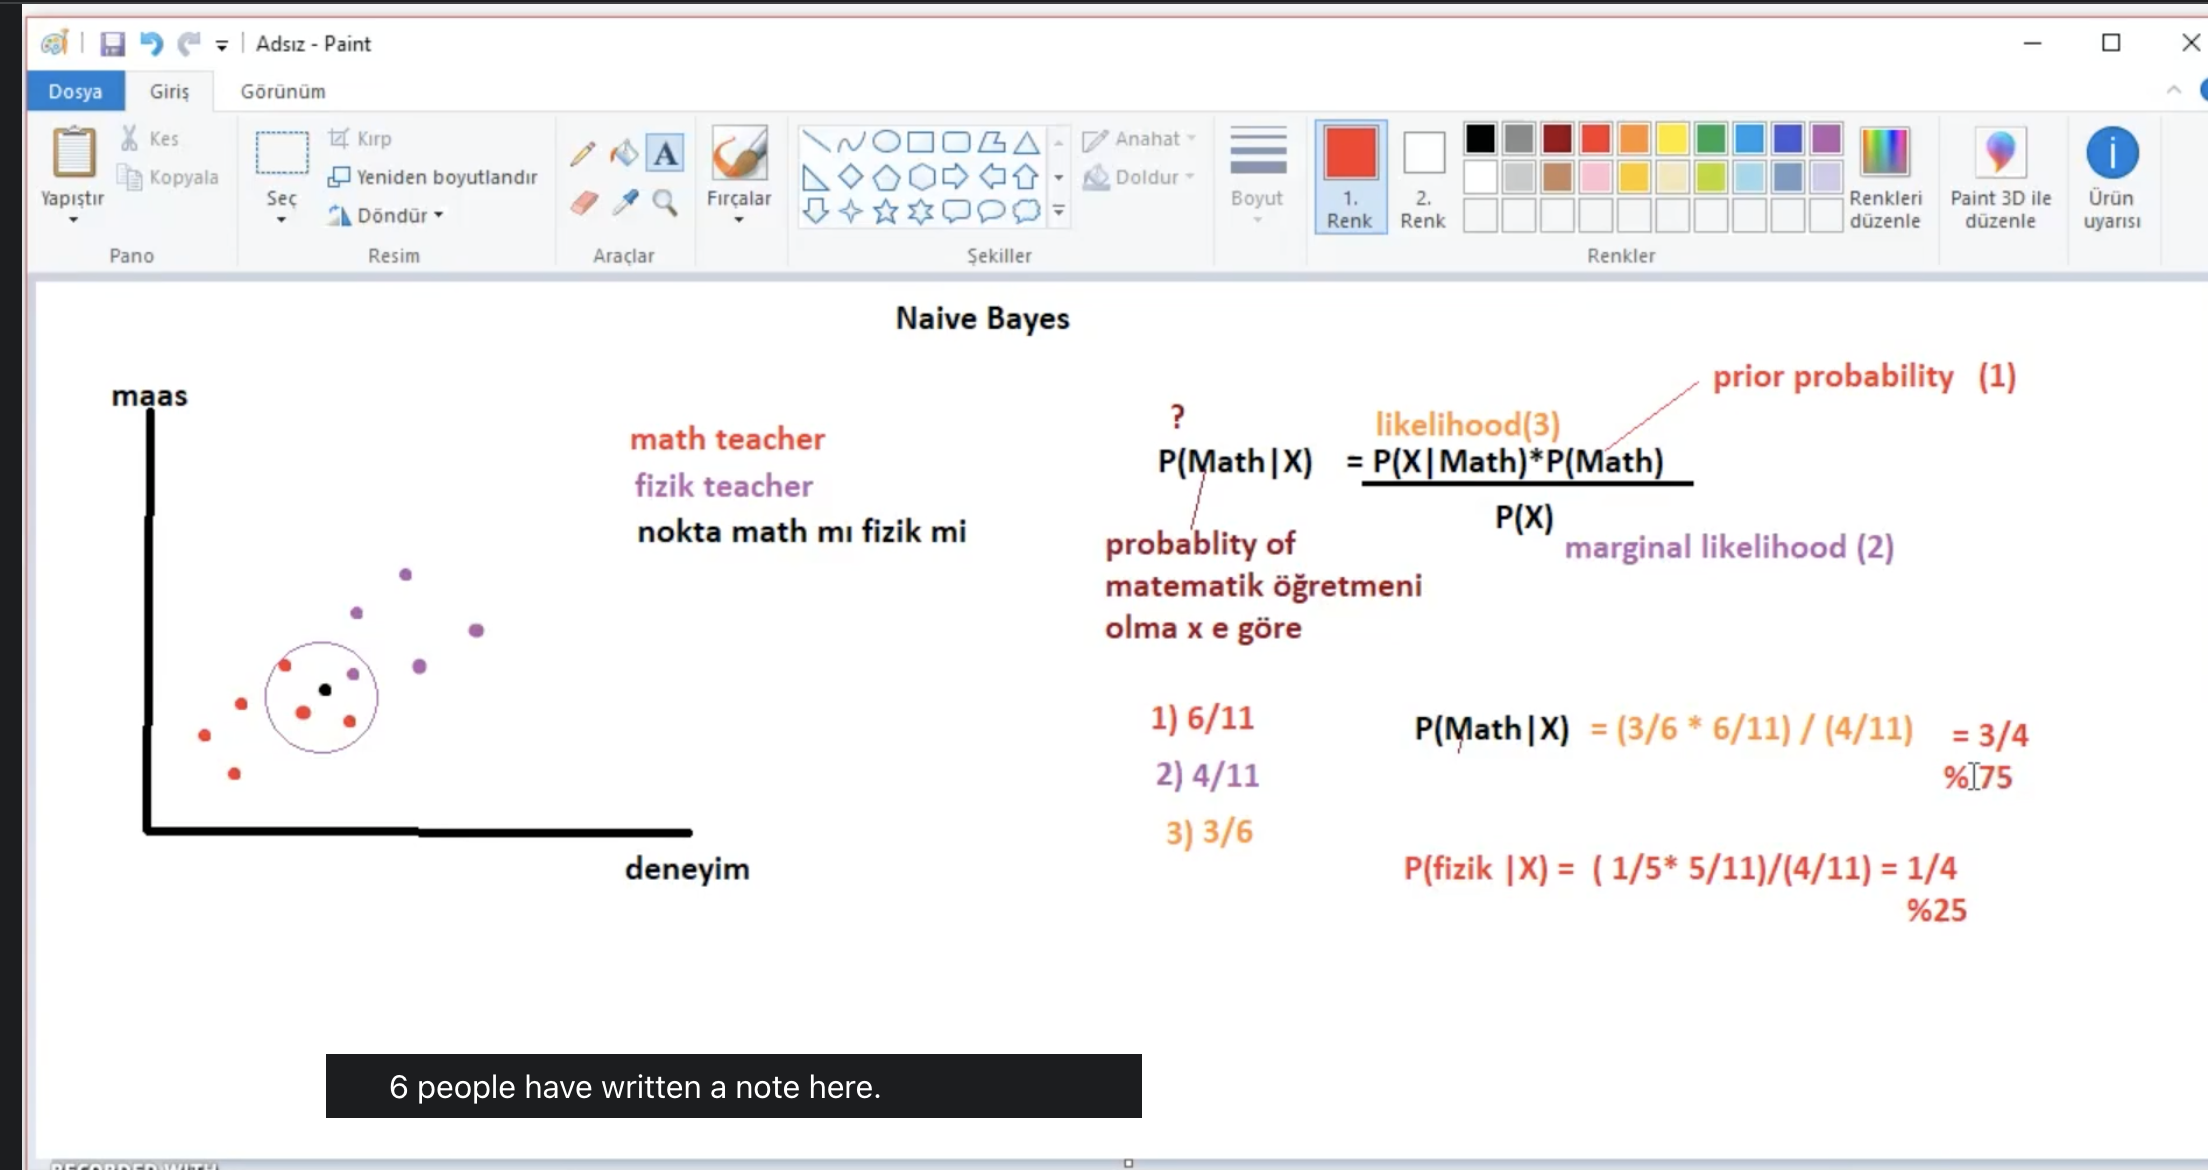 Adsız - Paint
Dosya
Giriş
Görünüm
Yapıştır
Kes
Kopyala
Pano
Seç
Kırp
Yeniden boyutlandır
Döndür
Resim
A
Araçlar
Fırçalar
Şekiller
Anahat
Doldur
Boyut
1.
Renk
2.
Renk
Renkler
Renkleri
düzenle
Paint 3D ile
düzenle
Ürün
uyarısı
Naive Bayes
maas
deneyim
math teacher
fizik teacher
nokta math mı fizik mi
?
likelihood(3)
prior probability (1)
P(Math|X) = P(X|Math)*P(Math)
P(X)
marginal likelihood (2)
probablity of
matematik öğretmeni
olma x e göre
1) 6/11
2) 4/11
3) 3/6
P(Math|X) = (3/6 * 6/11) / (4/11) = 3/4
%75
P(fizik |X) = ( 1/5* 5/11)/(4/11) = 1/4
%25
6 people have written a note here.
RECORDED WITH